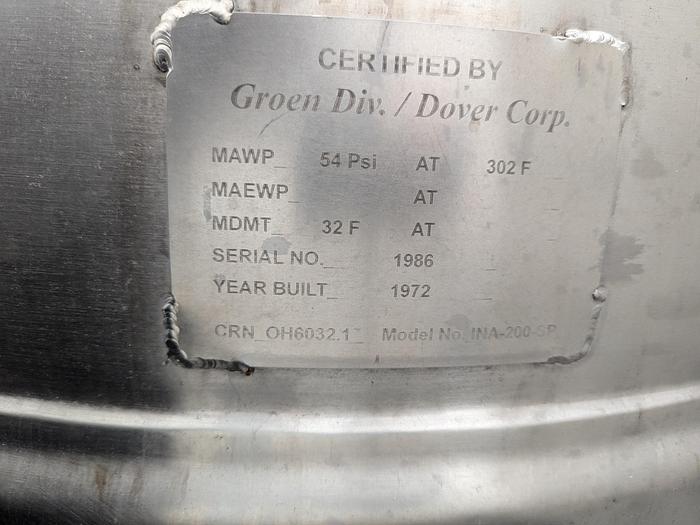 CERTIFIED BY
Groen Div. / Dover Corp.
MAWP_ 54 Psi AT 302 F _
MAEWP_ AT _
MDMT_ 32 F AT
SERIAL NO.__ 1986 _
YEAR BUILT_ 1972 _
CRN_OH6032.1_ Model No. INA-200-SP